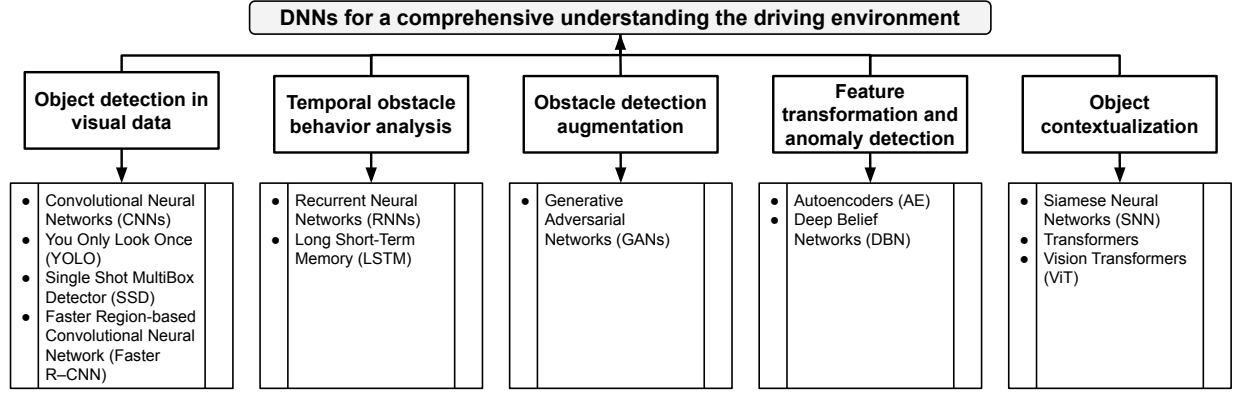 DNNs for a comprehensive understanding the driving environment
Object detection in
visual data
Temporal obstacle
behavior analysis
Obstacle detection
augmentation
Feature
transformation and
anomaly detection
Object
contextualization
● Convolutional Neural
Networks (CNNs)
● You Only Look Once
(YOLO)
● Single Shot MultiBox
Detector (SSD)
● Faster Region-based
Convolutional Neural
Network (Faster
R–CNN)
● Recurrent Neural
Networks (RNNs)
● Long Short-Term
Memory (LSTM)
● Generative
Adversarial
Networks (GANs)
● Autoencoders (AE)
● Deep Belief
Networks (DBN)
● Siamese Neural
Networks (SNN)
● Transformers
● Vision Transformers
(ViT)